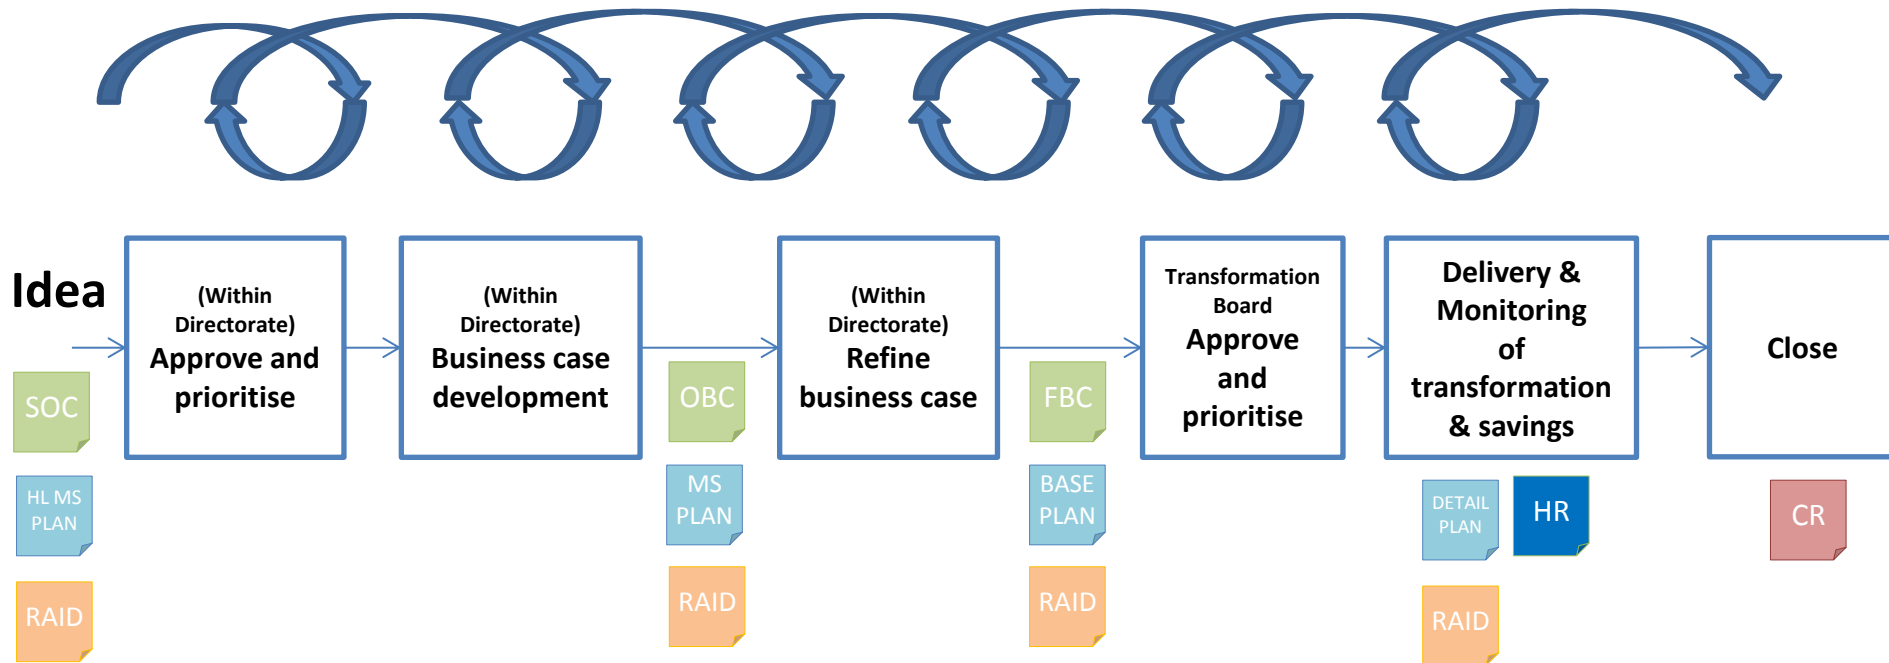 Idea
(Within
Directorate)
Approve and
prioritise
(Within
Directorate)
Business case
development
(Within
Directorate)
Refine
business case
Transformation
Board
Approve
and
prioritise
Delivery &
Monitoring
of
transformation
& savings
Close
SOC
HL MS
PLAN
RAID
OBC
MS
PLAN
RAID
FBC
BASE
PLAN
RAID
DETAIL
PLAN
HR
RAID
CR